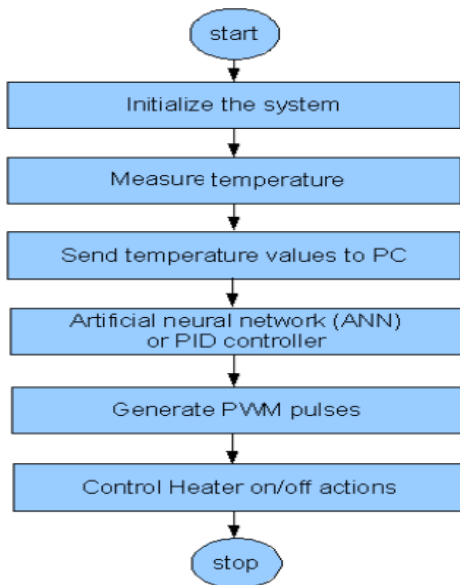 start
Initialize the system
Measure temperature
Send temperature values to PC
Artificial neural network (ANN)
or PID controller
Generate PWM pulses
Control Heater on/off actions
stop